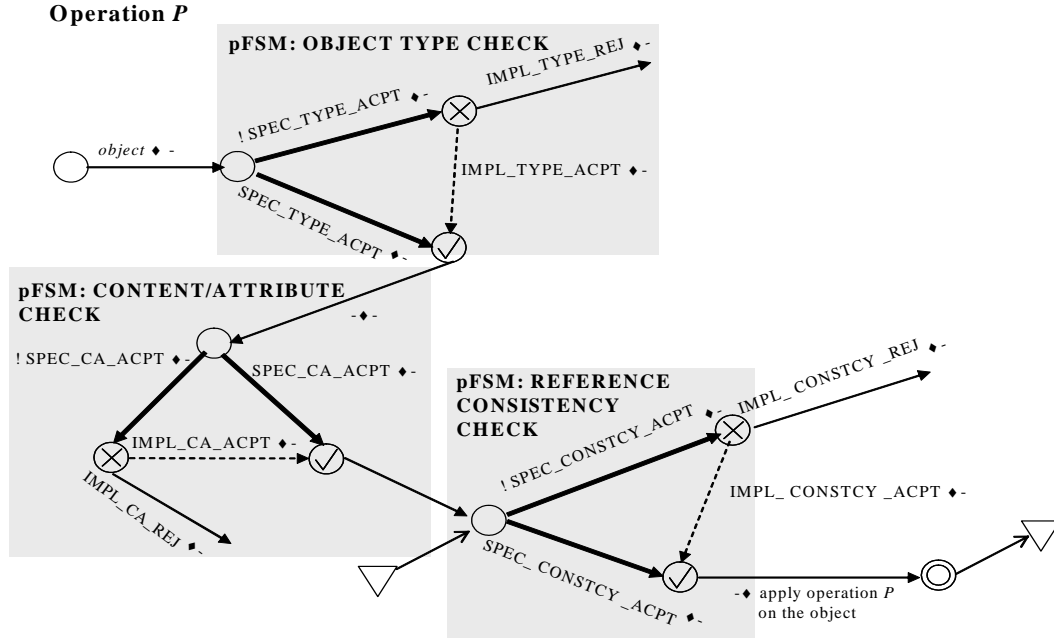 Operation P
pFSM: OBJECT TYPE CHECK
IMPL_TYPE_REJ ♦ -
! SPEC_TYPE_ACPT ♦ -
object ♦ -
IMPL_TYPE_ACPT ♦ -
SPEC_TYPE_ACPT ♦ -
pFSM: CONTENT/ATTRIBUTE
CHECK
-♦ -
! SPEC_CA_ACPT ♦ -
SPEC_CA_ACPT ♦ -
IMPL_CA_ACPT ♦ -
IMPL_CA_REJ ♦ -
pFSM: REFERENCE
CONSISTENCY
CHECK
IMPL_ CONSTCY _REJ ♦ -
! SPEC_CONSTCY_ACPT ♦ -
IMPL_ CONSTCY _ACPT ♦ -
SPEC_ CONSTCY _ACPT ♦ -
-♦ apply operation P
on the object